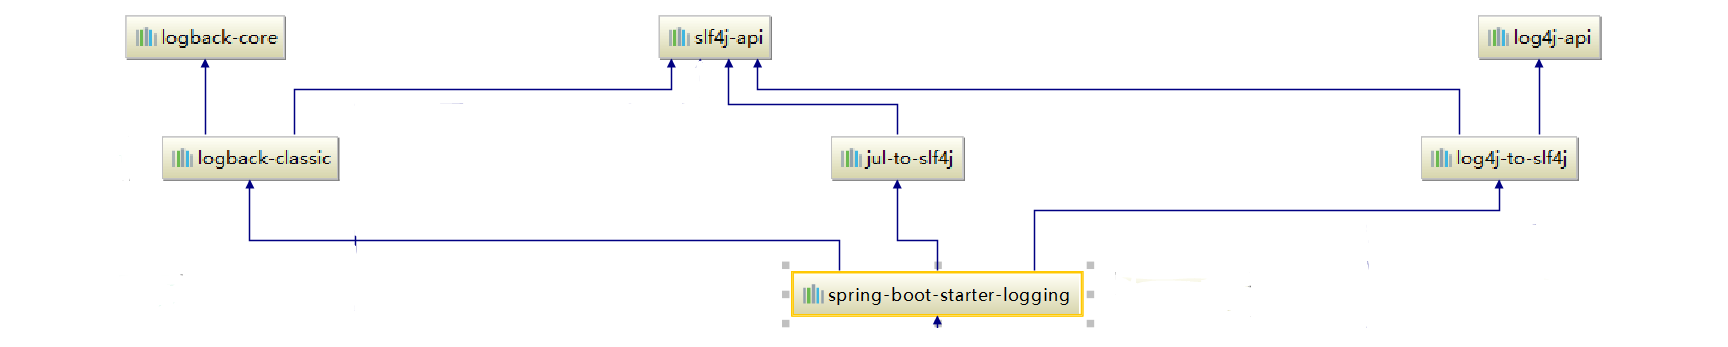 logback-core
slf4j-api
log4j-api
logback-classic
jul-to-slf4j
log4j-to-slf4j
spring-boot-starter-logging